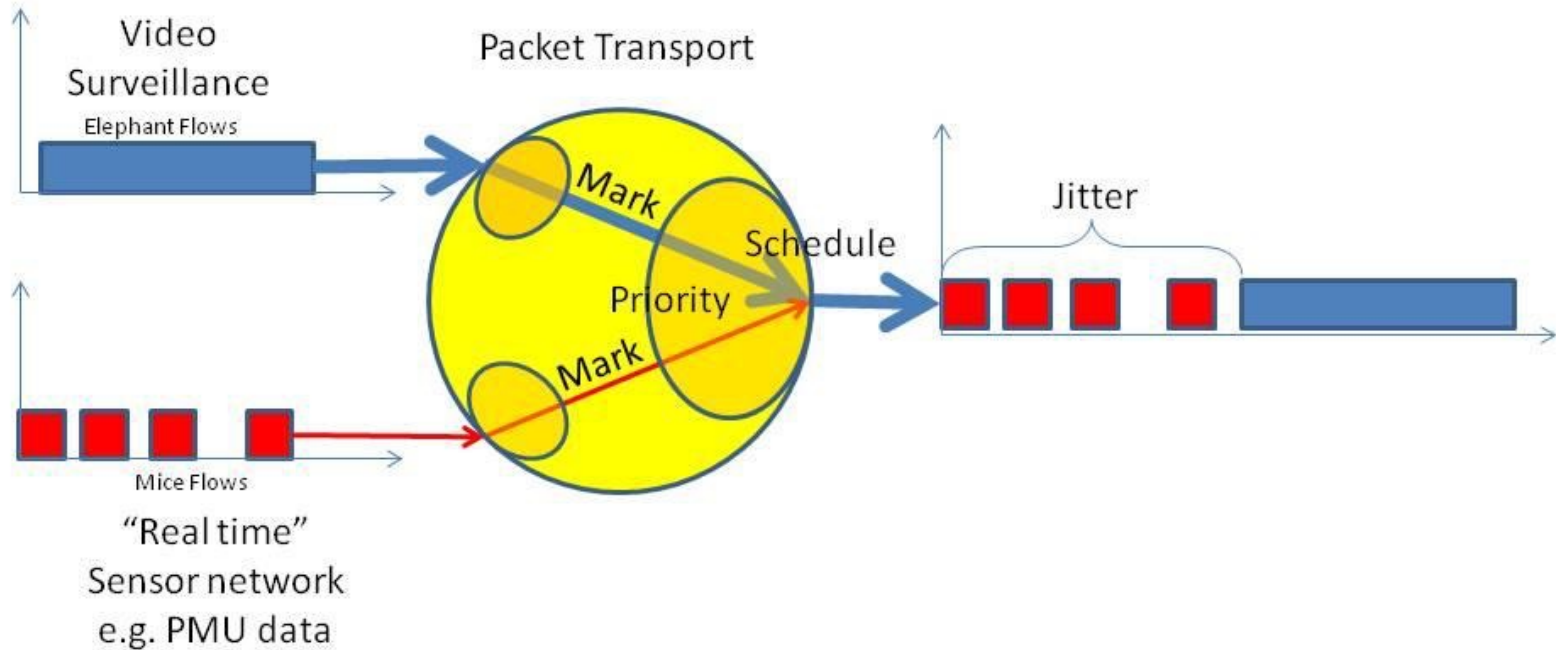 Video
Surveillance
Elephant Flows
Packet Transport
Mark
Schedule
Priority
Mark
Jitter
Mice Flows
“Real time”
Sensor network
e.g. PMU data